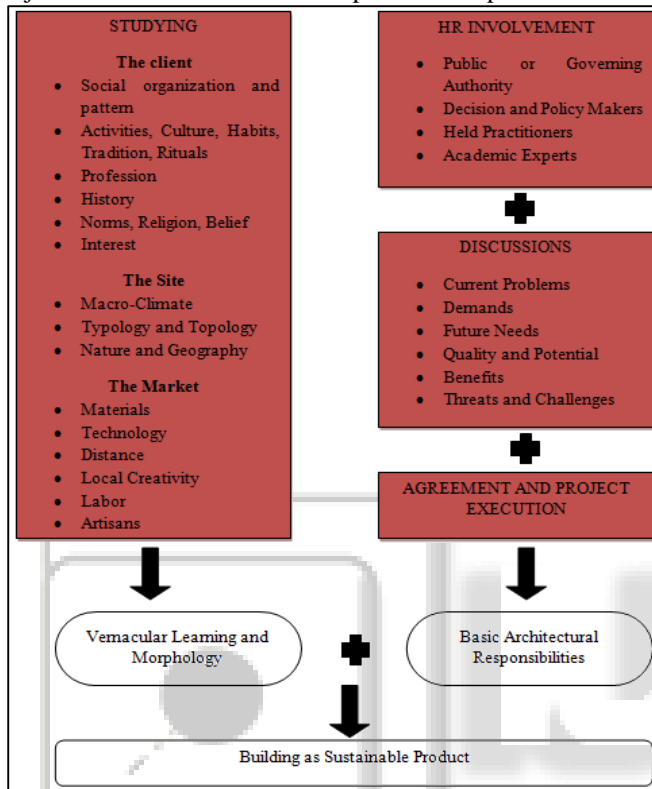 STUDYING
The client
• Social organization and
pattern
• Activities, Culture, Habits,
Tradition, Rituals
• Profession
• History
• Norms, Religion, Belief
• Interest
The Site
• Macro-Climate
• Typology and Topology
• Nature and Geography
The Market
• Materials
• Technology
• Distance
• Local Creativity
• Labor
• Artisans
HR INVOLVEMENT
• Public or Governing
Authority
• Decision and Policy Makers
• Held Practitioners
• Academic Experts
DISCUSSIONS
• Current Problems
• Demands
• Future Needs
• Quality and Potential
• Benefits
• Threats and Challenges
AGREEMENT AND PROJECT
EXECUTION
Vernacular Learning and
Morphology
Basic Architectural
Responsibilities
Building as Sustainable Product